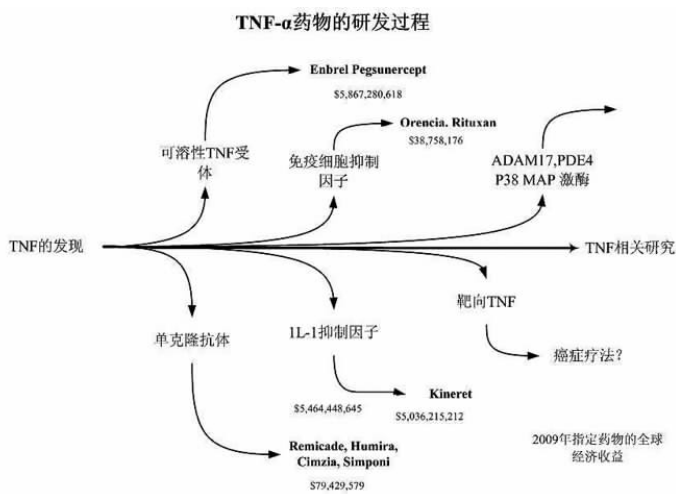 TNF-α药物的研发过程
Enbrel Pegsunercept
$5,867,280,618
Orencia. Rituxan
$38,758,176
可溶性TNF受
体
免疫细胞抑制
因子
ADAM17,PDE4
P38 MAP 激酶
TNF的发现
TNF相关研究
靶向TNF
单克隆抗体
1L-1抑制因子
癌症疗法？
$5,464,448,645
Kineret
$5,036,215,212
Remicade, Humira,
Cimzia, Simponi
$79,429,579
2009年指定药物的全球
经济收益